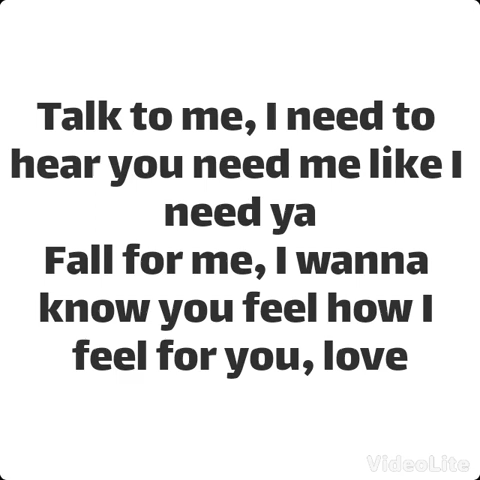 Talk to me, I need to
hear you need me like I
need ya
Fall for me, I wanna
know you feel how I
feel for you, love
VideoLite